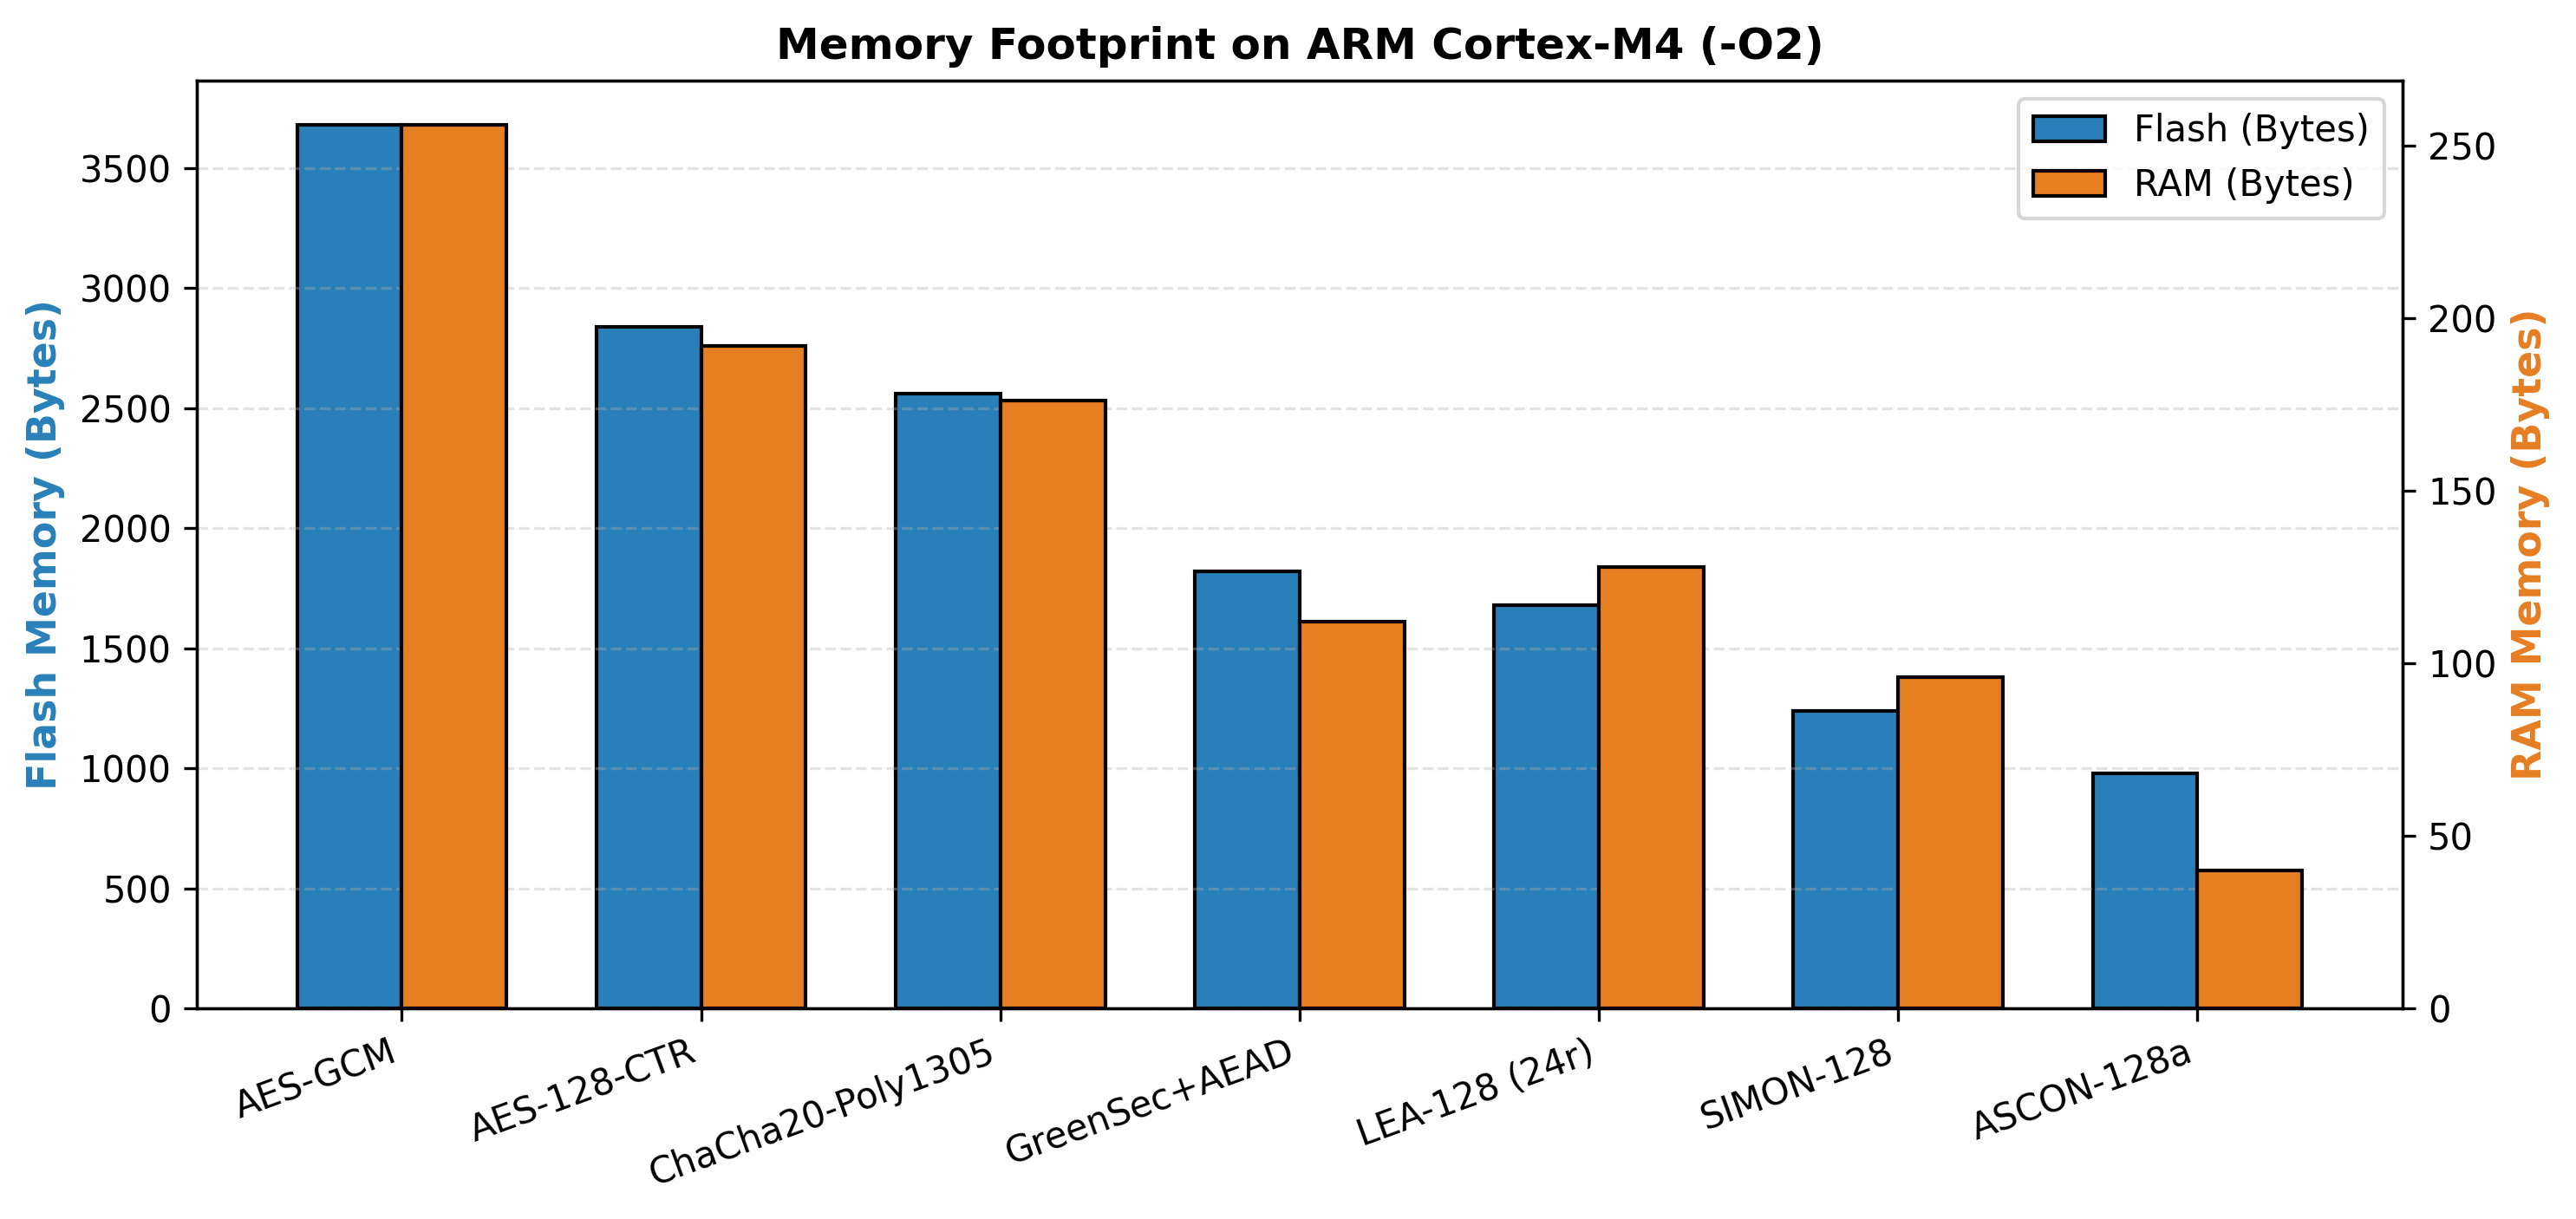 Memory Footprint on ARM Cortex-M4 (-O2)
Flash (Bytes)
RAM (Bytes)
Flash Memory (Bytes)
3500
3000
2500
2000
1500
1000
500
0
250
200
150
100
50
0
RAM Memory (Bytes)
AES-GCM
AES-128-CTR
ChaCha20-Poly1305
GreenSec+AEAD
LEA-128 (24r)
SIMON-128
ASCON-128a